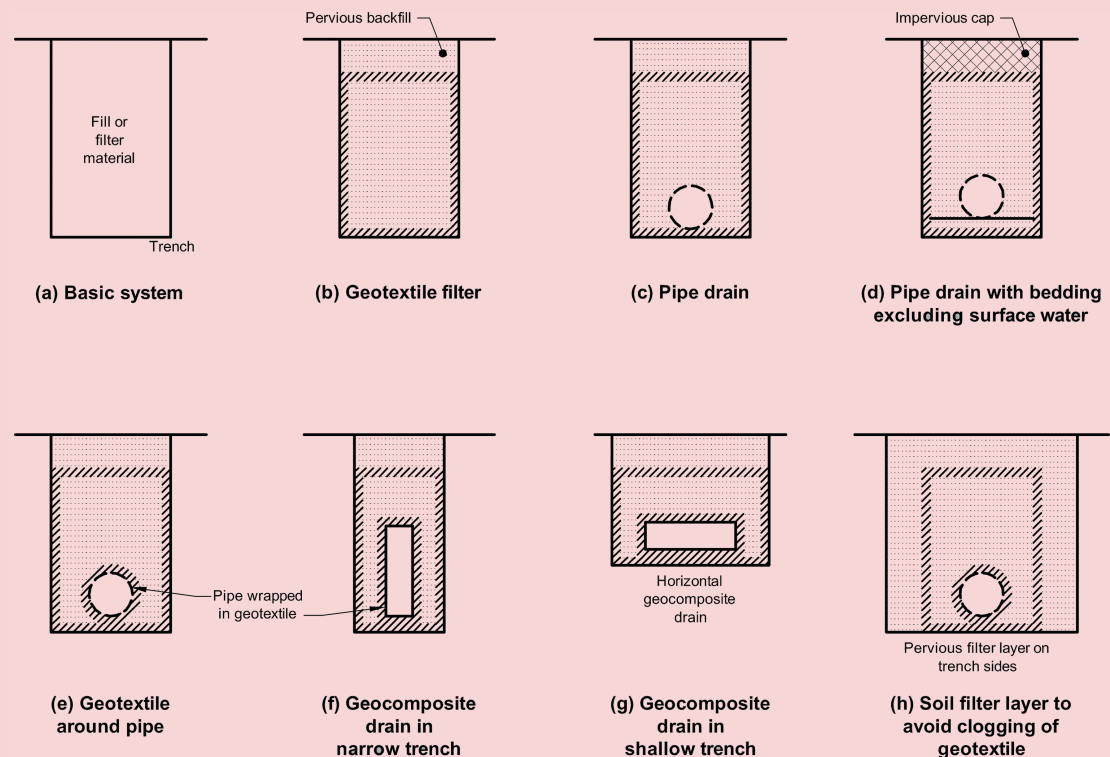 Pervious backfill
Impervious cap
Fill or
filter
material
Trench
(a) Basic system
(b) Geotextile filter
(c) Pipe drain
(d) Pipe drain with bedding
excluding surface water
Pipe wrapped
in geotextile
Horizontal
geocomposite
drain
Pervious filter layer on
trench sides
(e) Geotextile
around pipe
(f) Geocomposite
drain in
narrow trench
(g) Geocomposite
drain in
shallow trench
(h) Soil filter layer to
avoid clogging of
geotextile